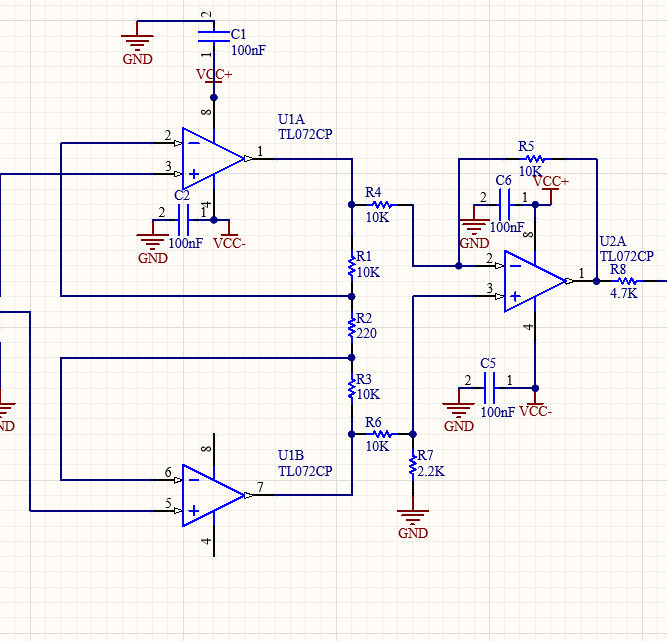 2
C1
100nF
1
GND
VCC+
8
U1A
TL072CP
2
3
1
C2
4
2
1
100nF
VCC-
GND
R4
10K
R1
10K
R2
220
R3
10K
R6
10K
R7
2.2K
GND
U1B
TL072CP
8
6
5
7
4
R5
10K
C6
VCC+
2
1
100nF
GND
8
U2A
TL072CP
2
3
1
R8
4.7K
4
C5
2
1
100nF
VCC-
GND
ND